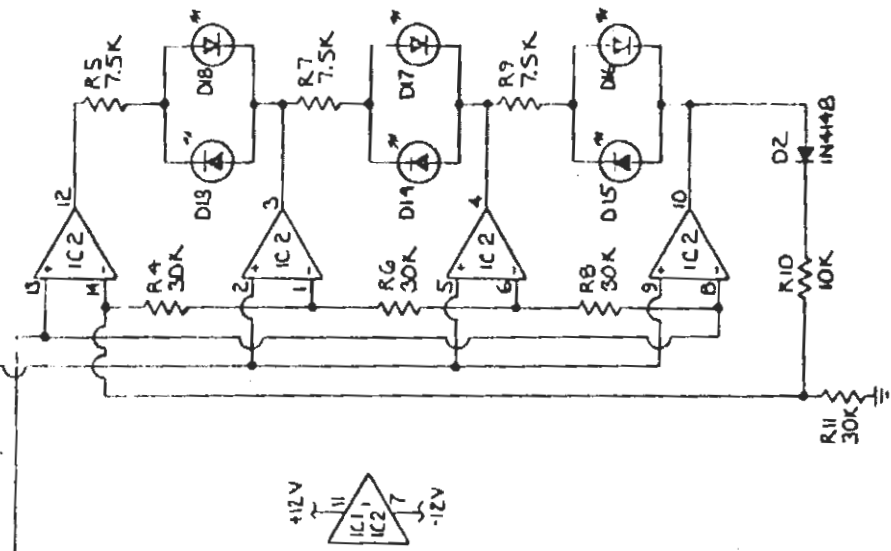 R5
7.5K
D18
D13
R7
7.5K
D17
D14
R9
7.5K
D16
D15
D2
1N4148
12
3
4
10
IC2
IC2
IC2
IC2
+
-
+
-
+
-
+
-
13
14
2
1
5
6
9
8
R4
30K
R6
30K
R8
30K
R10
10K
R11
30K
+12V
11
IC1,
IC2
7
-12V